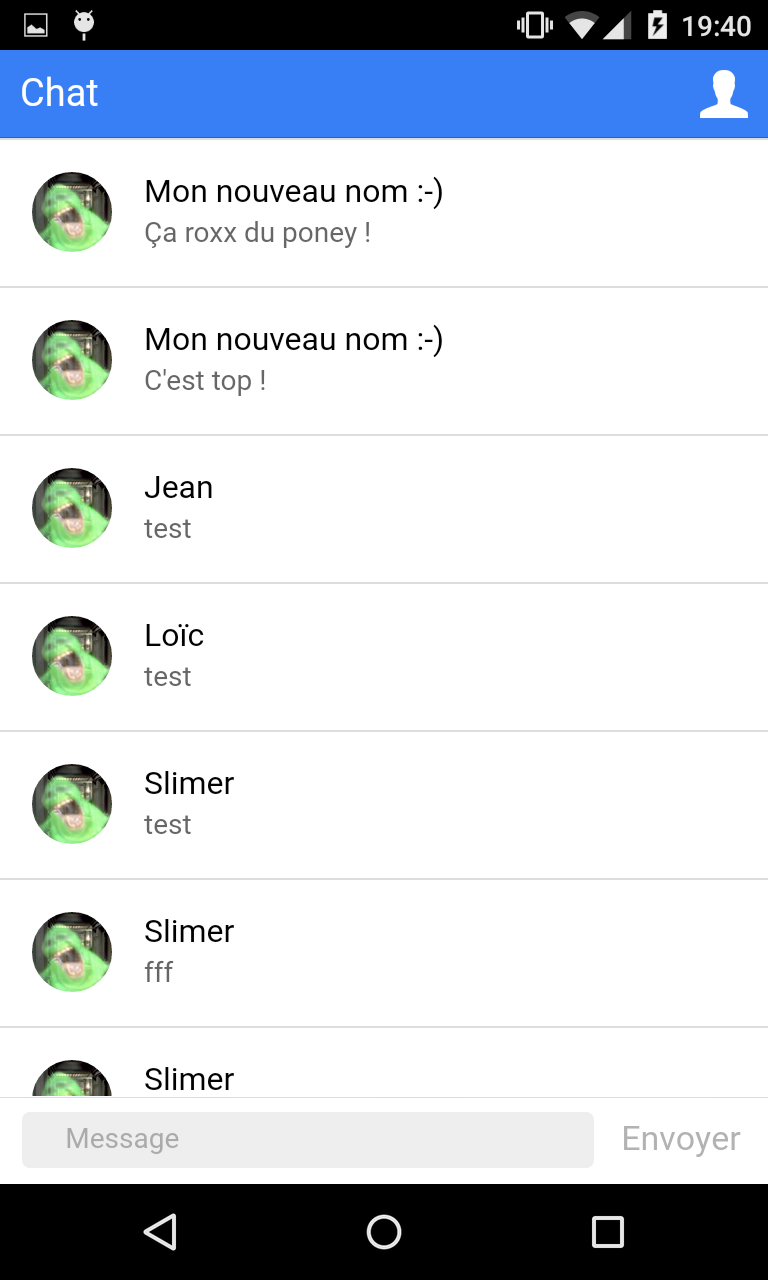 19:40
Chat
Mon nouveau nom :-)
Ça roxx du poney !
Mon nouveau nom :-)
C'est top !
Jean
test
Loïc
test
Slimer
test
Slimer
fff
Slimer
Message
Envoyer